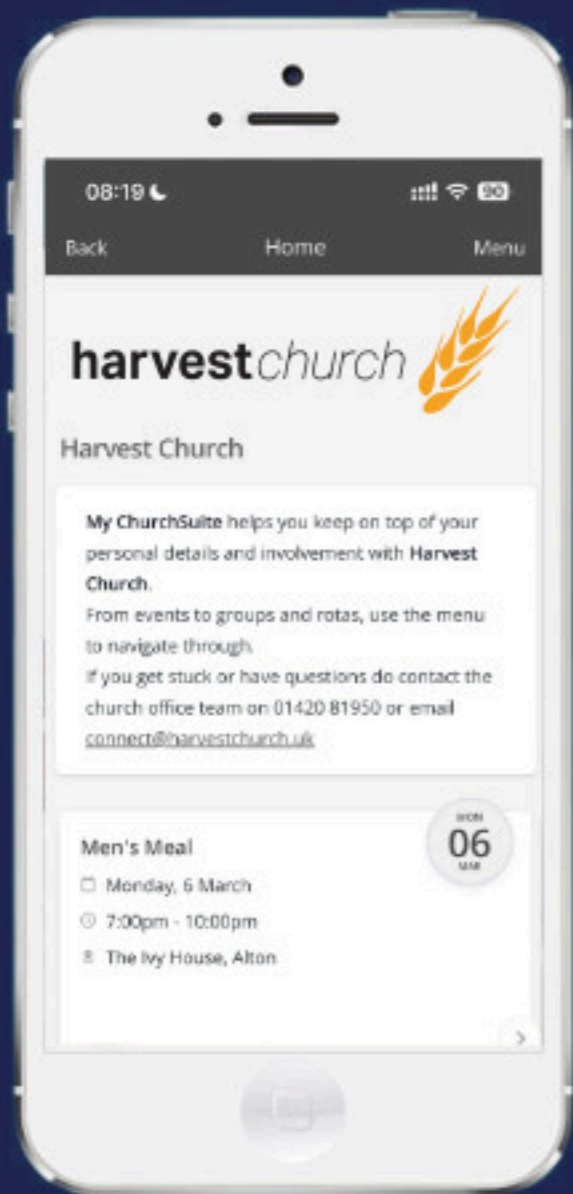 08:19
90
Back Home Menu
harvestchurch
Harvest Church
My ChurchSuite helps you keep on top of your
personal details and involvement with Harvest
Church.
From events to groups and rotas, use the menu
to navigate through.
If you get stuck or have questions do contact the
church office team on 01420 81950 or email
connect@harvestchurch.uk
MON
06
MAR
Men's Meal
Monday, 6 March
7:00pm - 10:00pm
The Ivy House, Alton